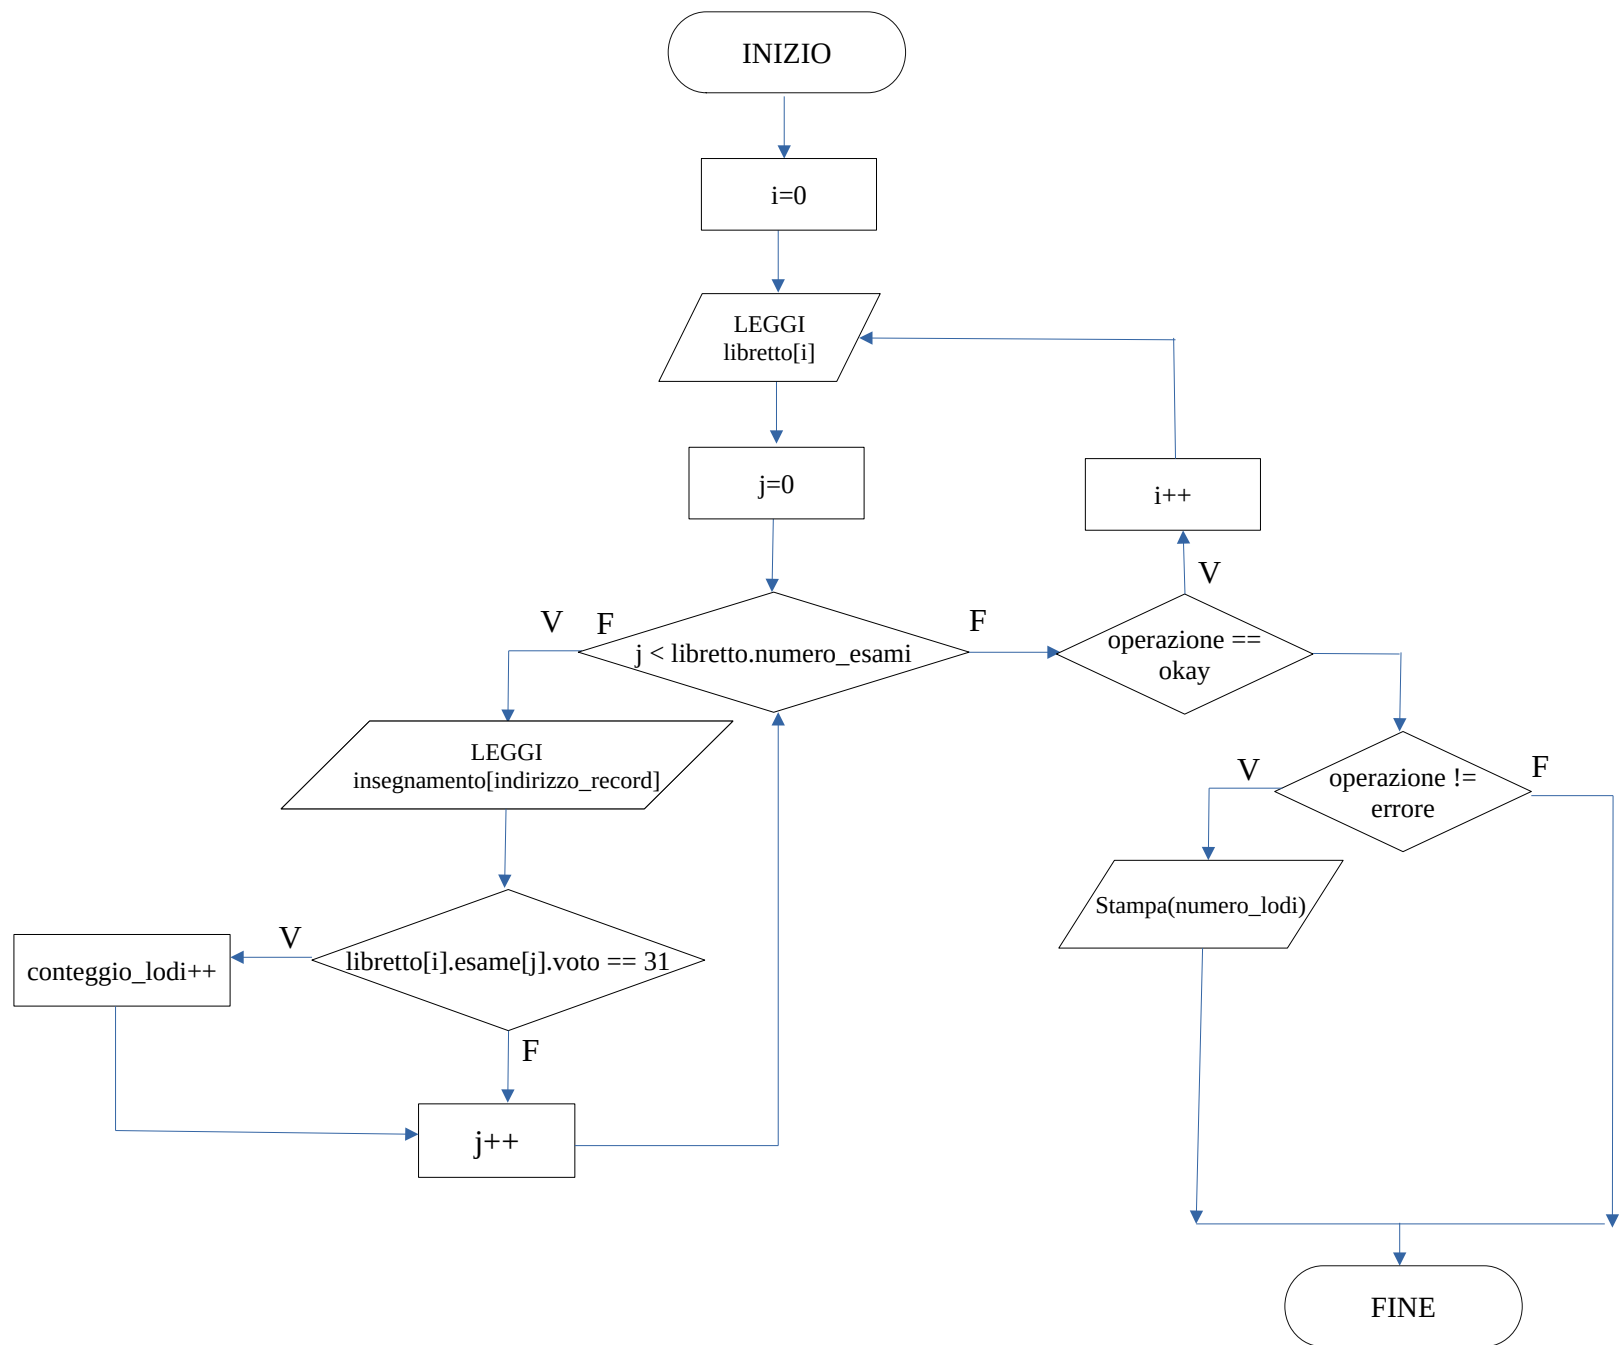 INIZIO
i=0
LEGGI
libretto[i]
j=0
i++
V
V
F
j < libretto.numero_esami
F
operazione ==
okay
LEGGI
insegnamento[indirizzo_record]
V
operazione !=
errore
F
Stampa(numero_lodi)
V
libretto[i].esame[j].voto == 31
conteggio_lodi++
F
j++
FINE